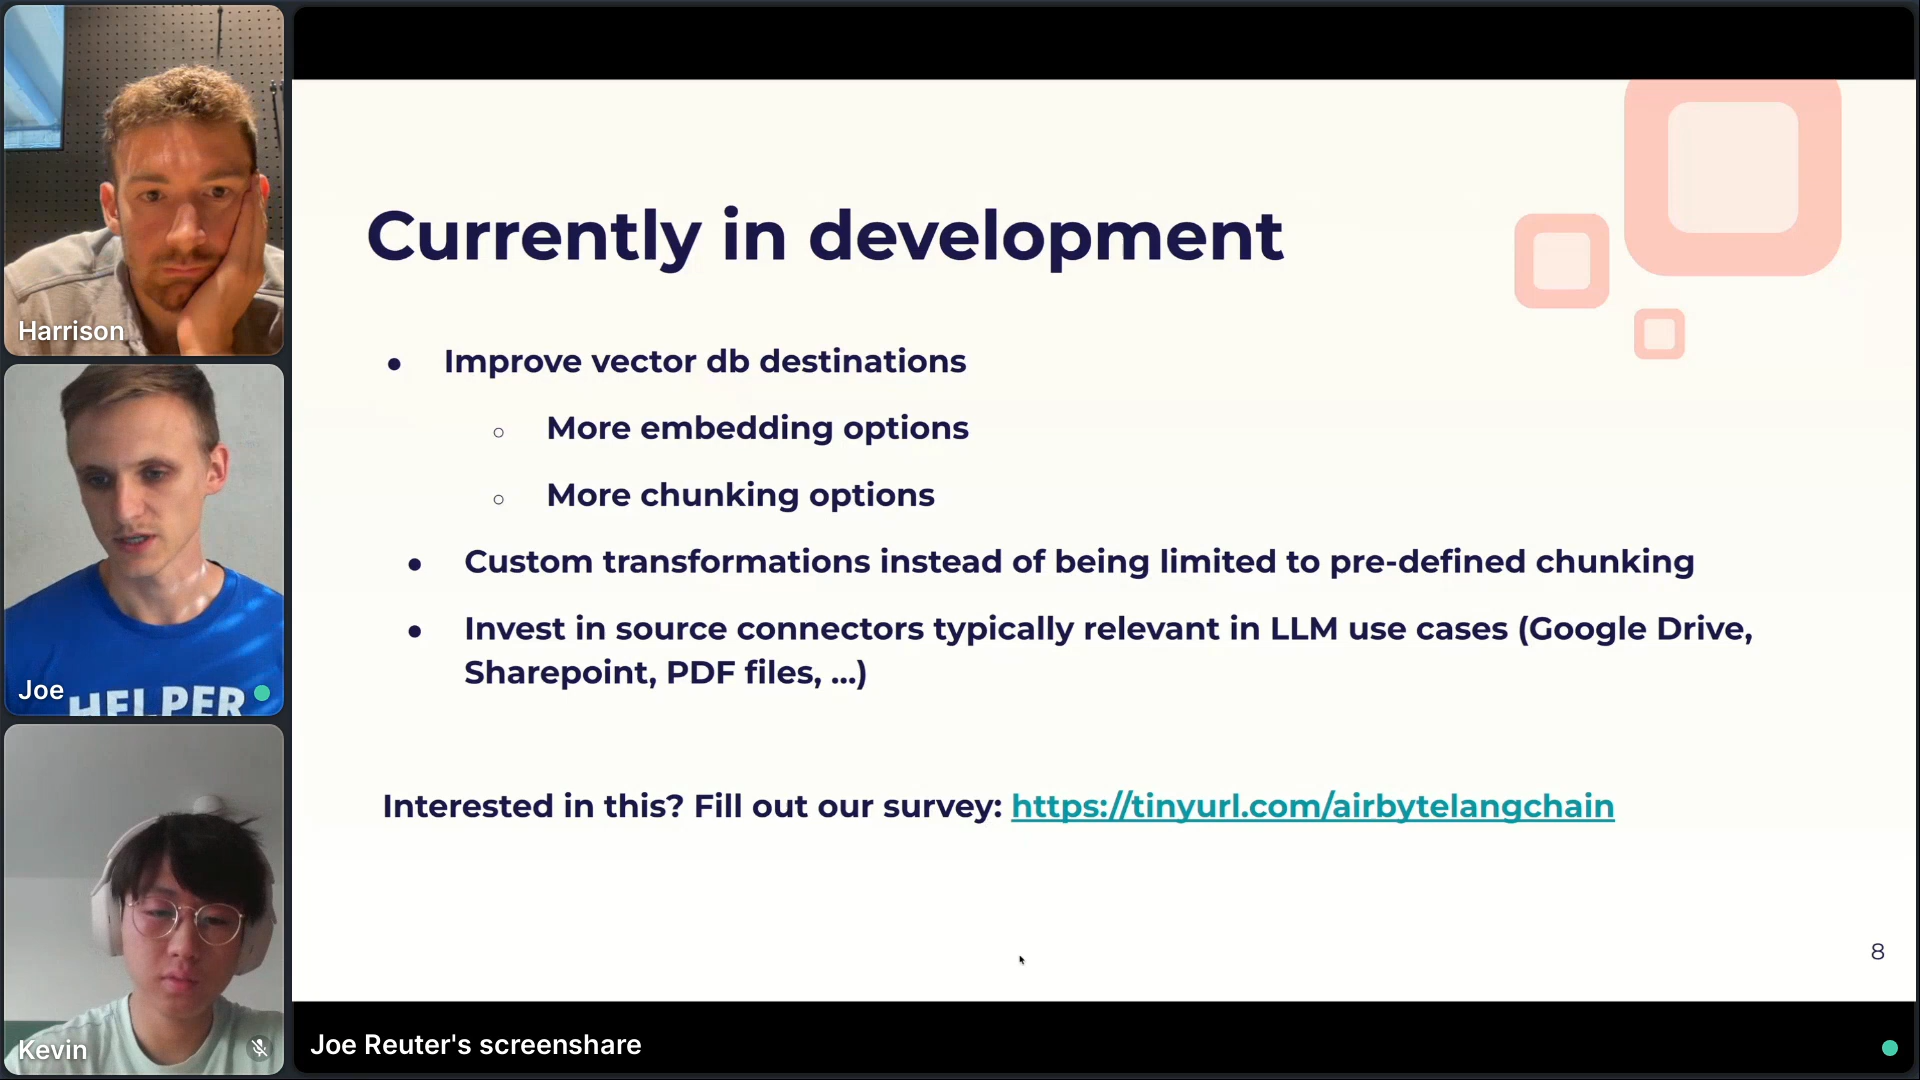 Harrison
Joe
HELPER
Kevin
Currently in development
● Improve vector db destinations
○ More embedding options
○ More chunking options
● Custom transformations instead of being limited to pre-defined chunking
● Invest in source connectors typically relevant in LLM use cases (Google Drive,
Sharepoint, PDF files, ...)
Interested in this? Fill out our survey: https://tinyurl.com/airbytelangchain
8
Joe Reuter's screenshare